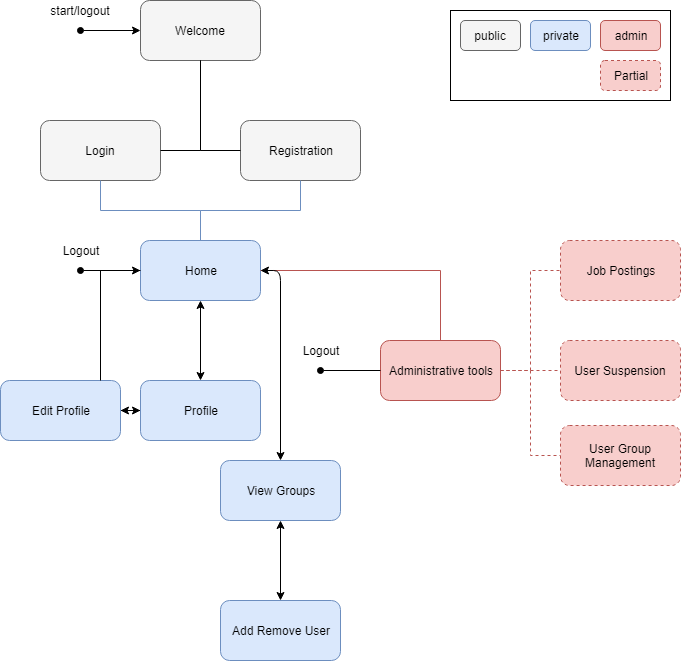 start/logout
Welcome
public
private
admin
Partial
Login
Registration
Logout
Home
Job Postings
Logout
Administrative tools
User Suspension
Edit Profile
Profile
User Group
Management
View Groups
Add Remove User